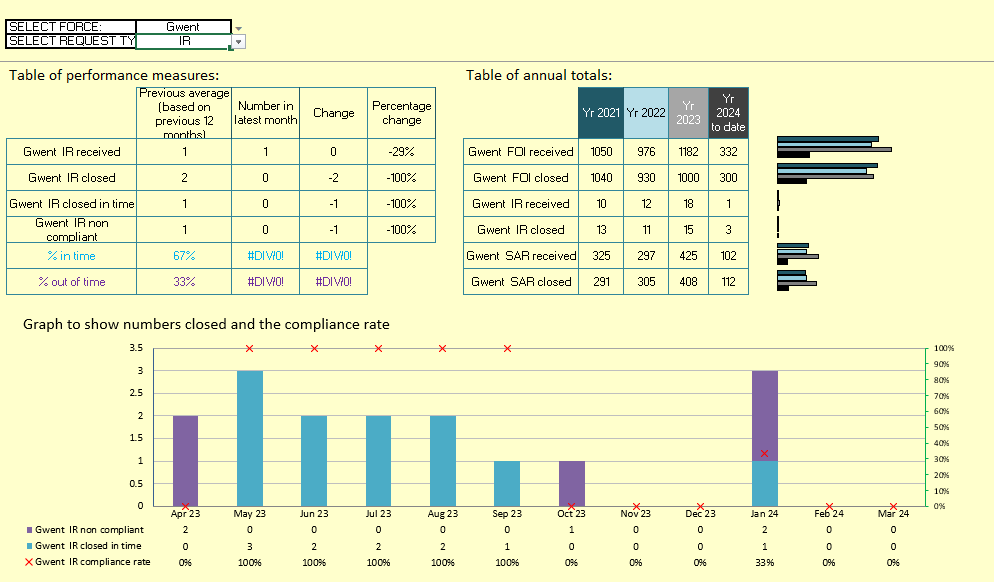 SELECT FORCE: Gwent
SELECT REQUEST TY IR
Table of performance measures:
Previous average (based on previous 12 months) Number in latest month Change Percentage change
Gwent IR received 1 1 0 -29%
Gwent IR closed 2 0 -2 -100%
Gwent IR closed in time 1 0 -1 -100%
Gwent IR non compliant 1 0 -1 -100%
% in time 67% #DIV/0! #DIV/0!
% out of time 33% #DIV/0! #DIV/0!
Table of annual totals:
Yr 2021 Yr 2022 Yr 2023 Yr 2024 to date
Gwent FOI received 1050 976 1182 332
Gwent FOI closed 1040 930 1000 300
Gwent IR received 10 12 18 1
Gwent IR closed 13 11 15 3
Gwent SAR received 325 297 425 102
Gwent SAR closed 291 305 408 112
Graph to show numbers closed and the compliance rate
3.5 100%
3 90%
2.5 80%
2 70%
1.5 60%
1 50%
0.5 40%
0 30%
20%
10%
0%
Apr 23 May 23 Jun 23 Jul 23 Aug 23 Sep 23 Oct 23 Nov 23 Dec 23 Jan 24 Feb 24 Mar 24
Gwent IR non compliant 2 0 0 0 0 0 1 0 0 2 0 0
Gwent IR closed in time 0 3 2 2 2 1 0 0 0 1 0 0
Gwent IR compliance rate 0% 100% 100% 100% 100% 100% 0% 0% 0% 33% 0% 0%